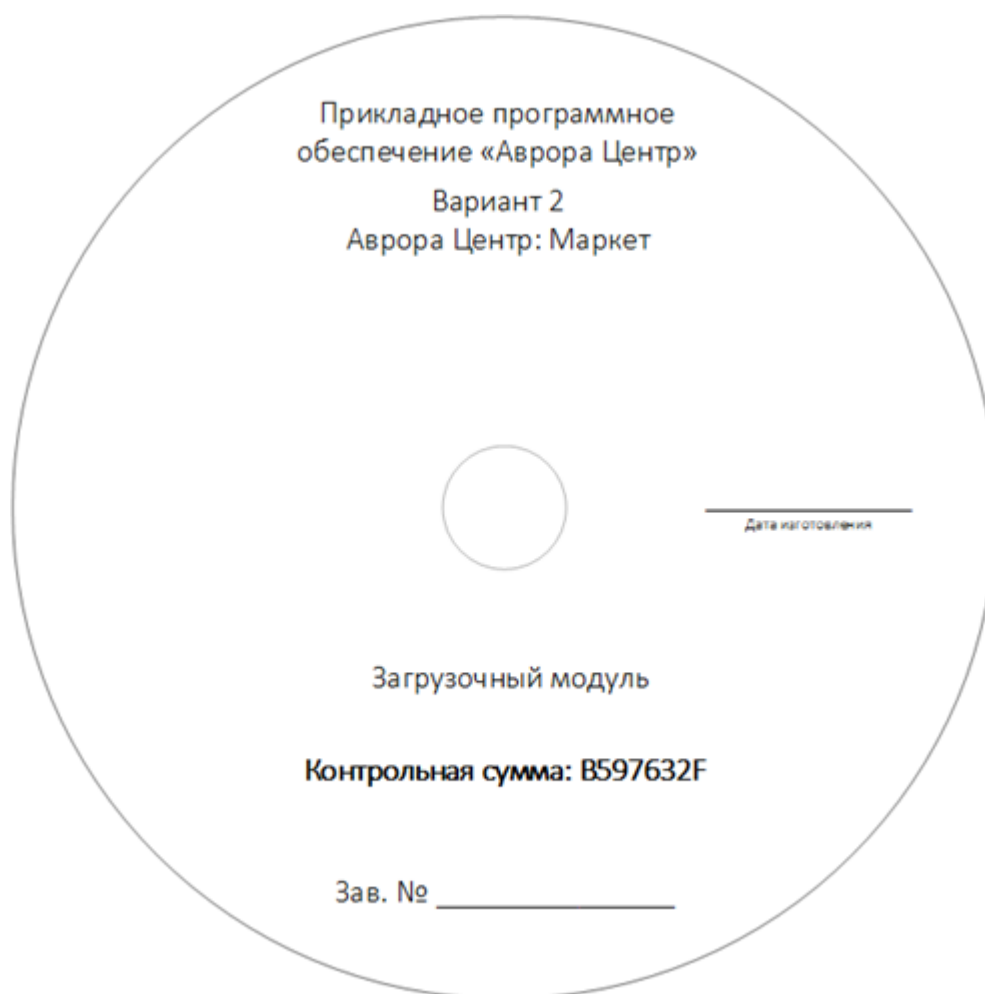 Прикладное программное
обеспечение «Аврора Центр»
Вариант 2
Аврора Центр: Маркет
Дата изготовления
Загрузочный модуль
Контрольная сумма: B597632F
Зав. № _________________